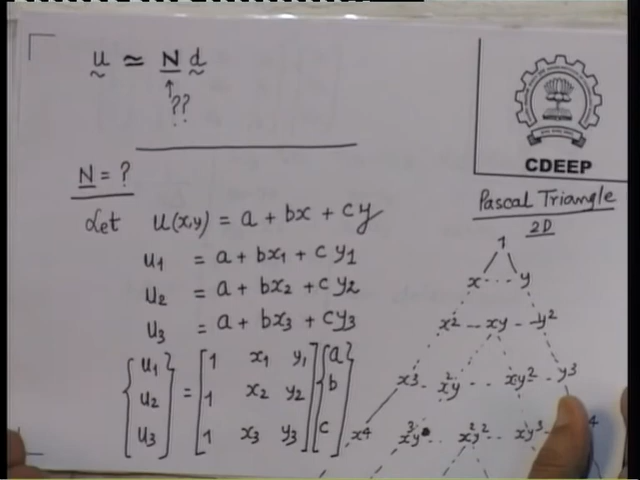 u ≃ N d
↑
??
N = ?
Let u(x,y) = a + bx + cy
u1 = a + bx1 + cy1
u2 = a + bx2 + cy2
u3 = a + bx3 + cy3
{u1 u2 u3} = [1 x1 y1 1 x2 y2 1 x3 y3] {a b c}
CDEEP
Pascal Triangle
2D
1
x y
x2 xy y2
x3 x2y xy2 y3
x4 x3y x2y2 xy3 4